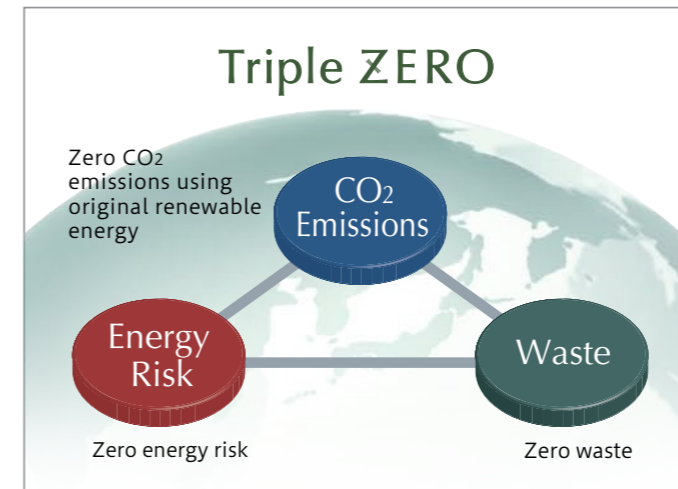 Triple ZERO
Zero CO2
emissions using
original renewable
energy
CO2
Emissions
Energy
Risk
Waste
Zero energy risk
Zero waste